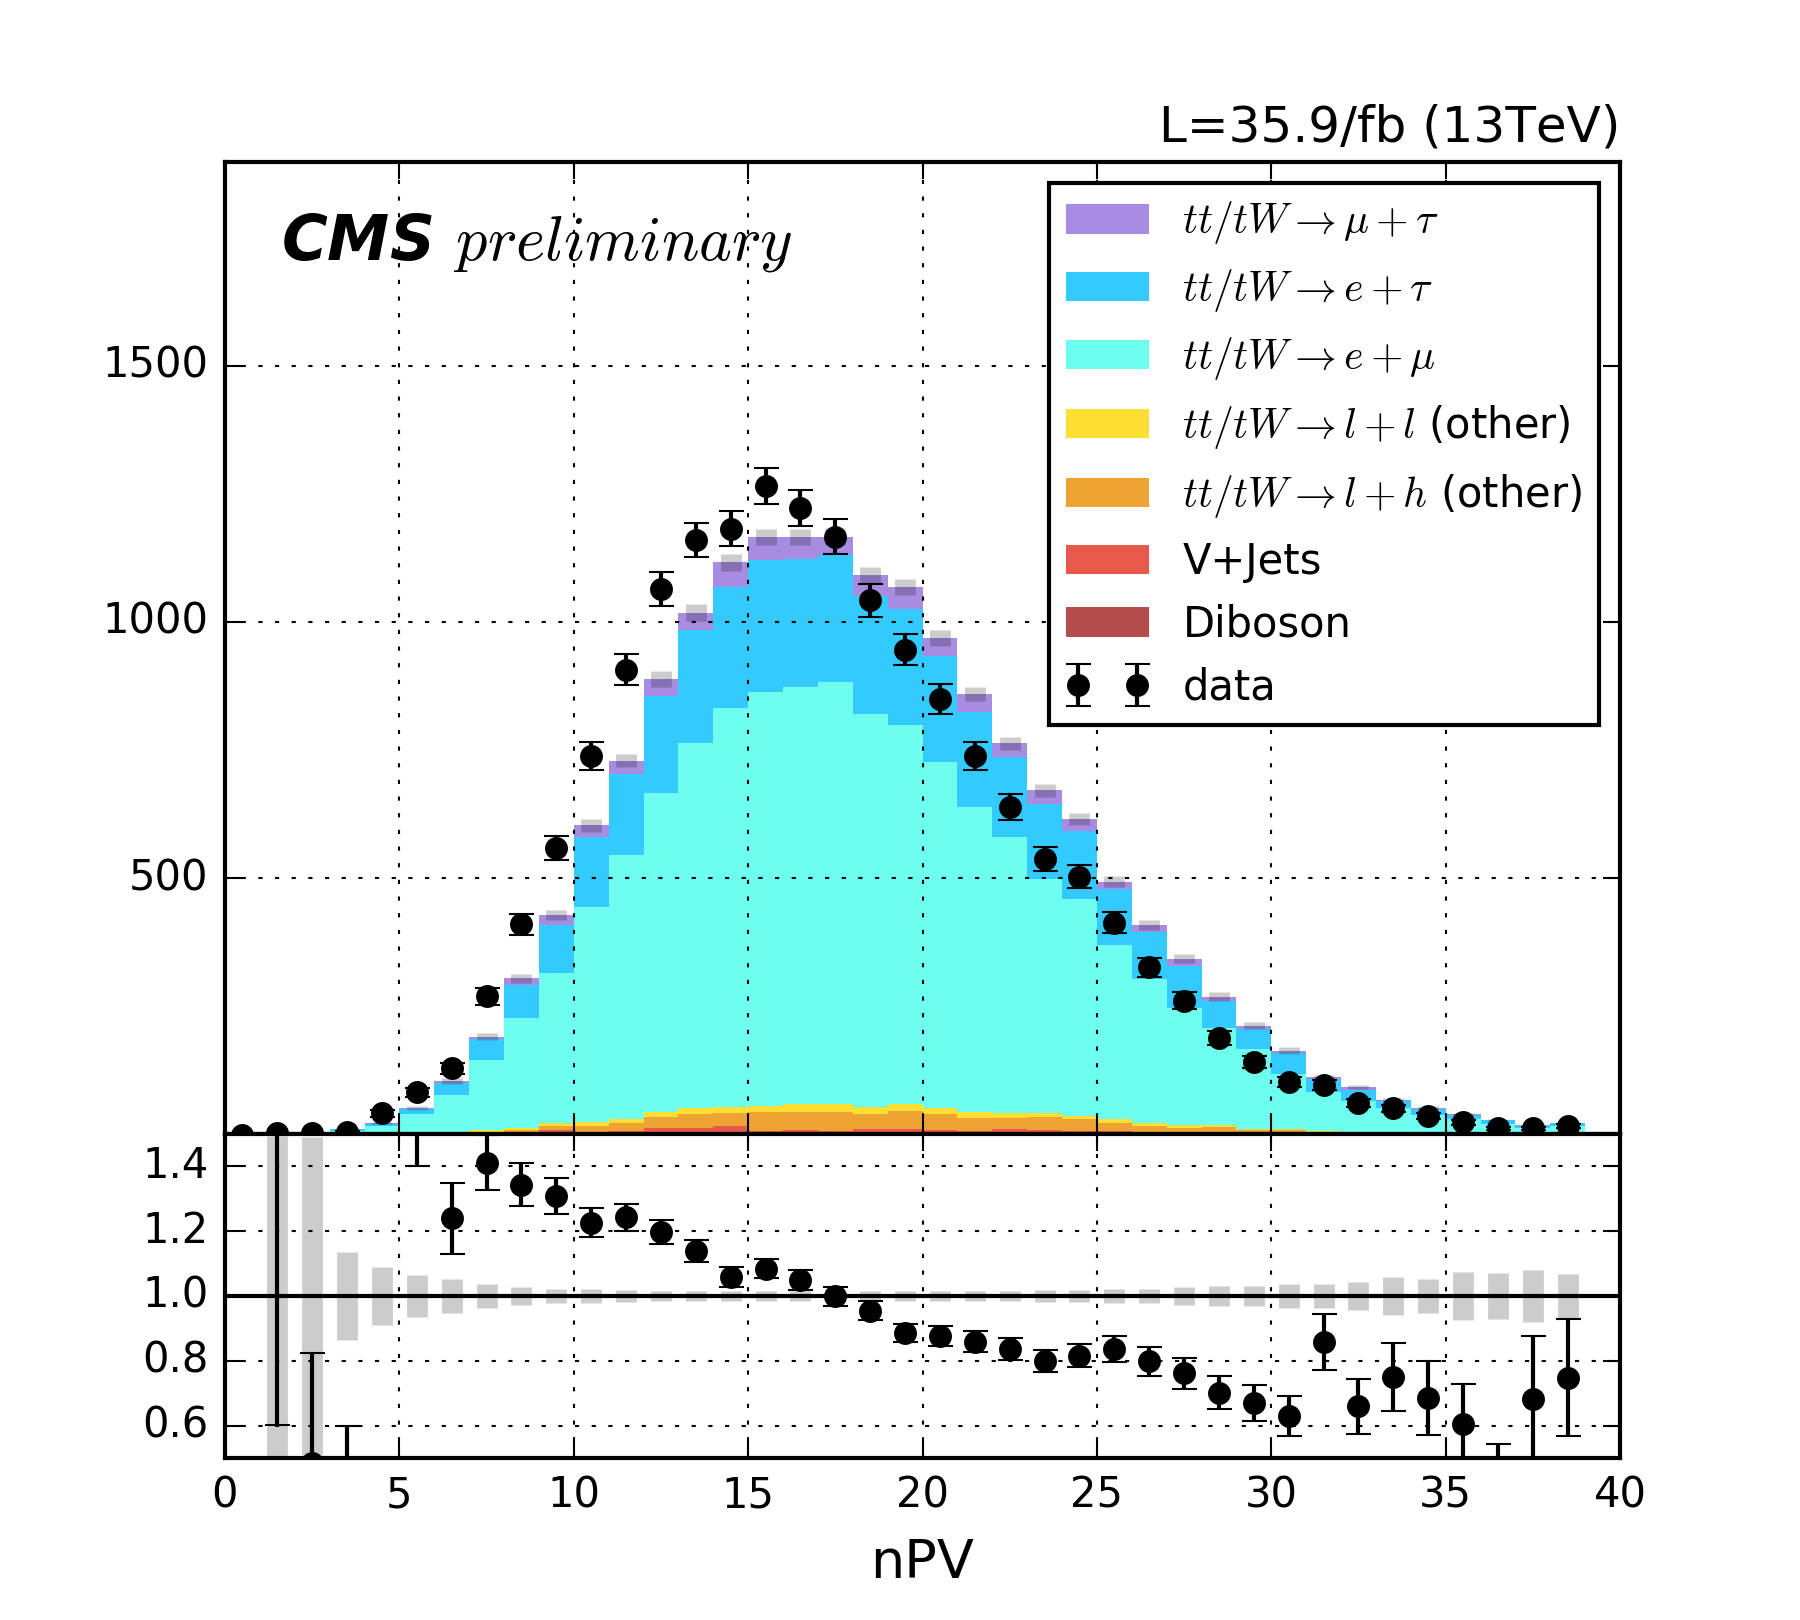 L=35.9/fb (13TeV)
CMS preliminary
tt/tW→μ+τ
tt/tW→e+τ
tt/tW→e+μ
tt/tW→l+l (other)
tt/tW→l+h (other)
V+Jets
Diboson
data
1500
1000
500
1.4
1.2
1.0
0.8
0.6
0 5 10 15 20 25 30 35 40
nPV